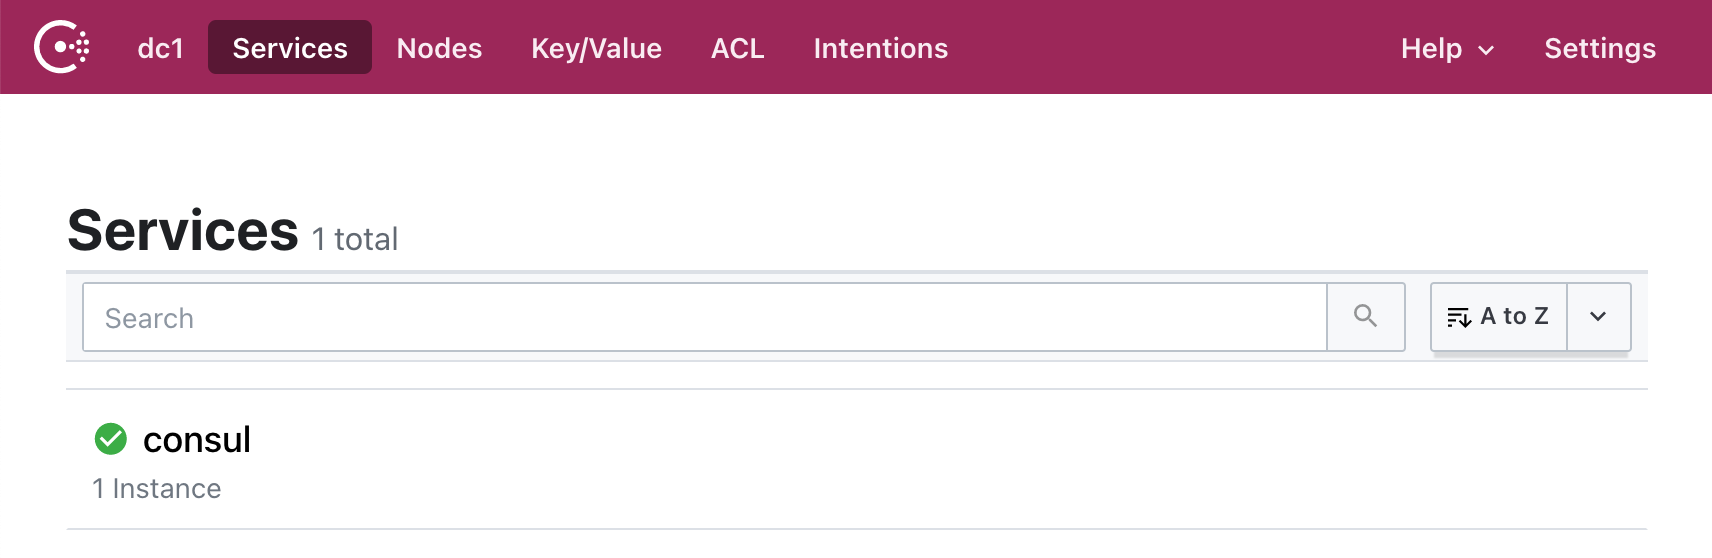 dc1 Services Nodes Key/Value ACL Intentions Help Settings
Services 1 total
Search A to Z
consul
1 Instance